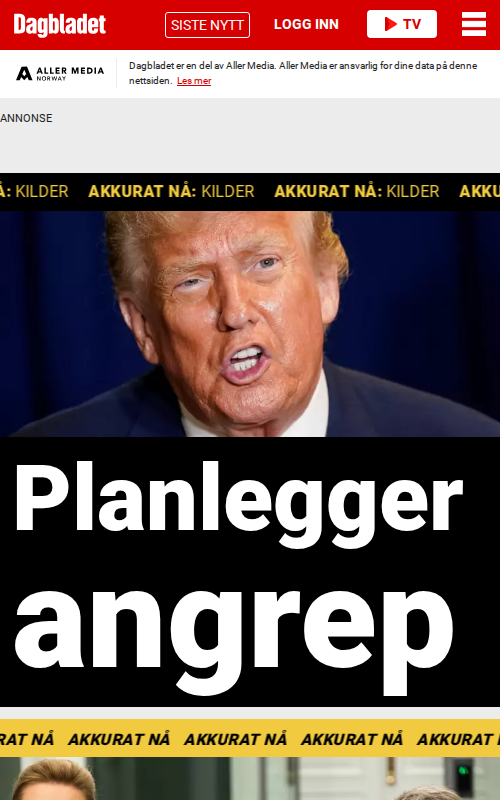 Dagbladet SISTE NYTT LOGG INN TV
ALLER MEDIA
NORWAY
Dagbladet er en del av Aller Media. Aller Media er ansvarlig for dine data på denne
nettsiden. Les mer
ANNONSE
Å: KILDER AKKURAT NÅ: KILDER AKKURAT NÅ: KILDER AKKU
Planlegger
angrep
RAT NÅ AKKURAT NÅ AKKURAT NÅ AKKURAT NÅ AKKURAT